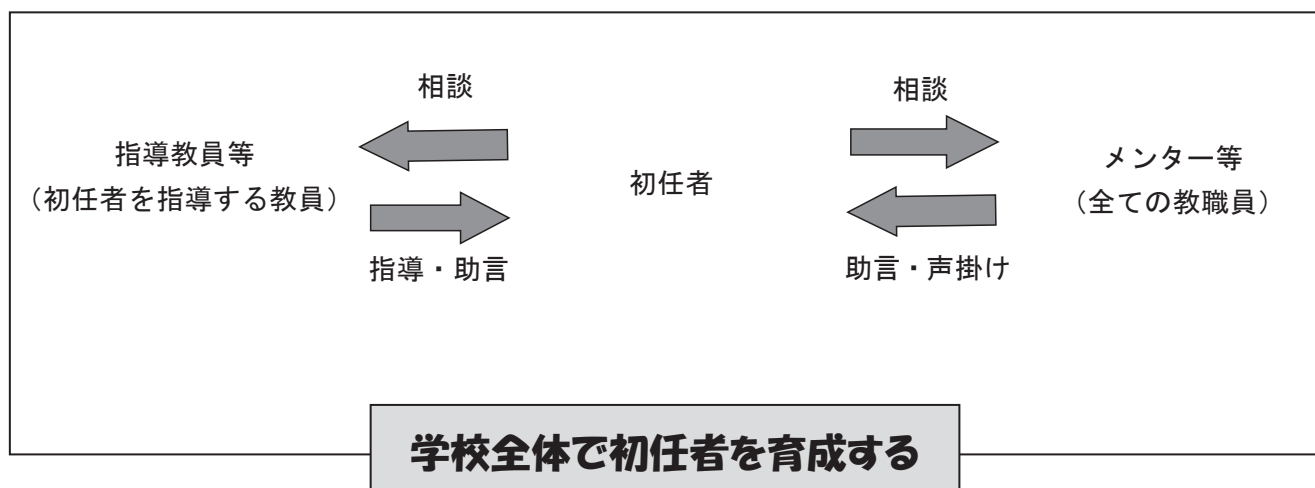 相談
相談
指導教員等
（初任者を指導する教員）
初任者
メンター等
（全ての教職員）
指導・助言
助言・声掛け
学校全体で初任者を育成する